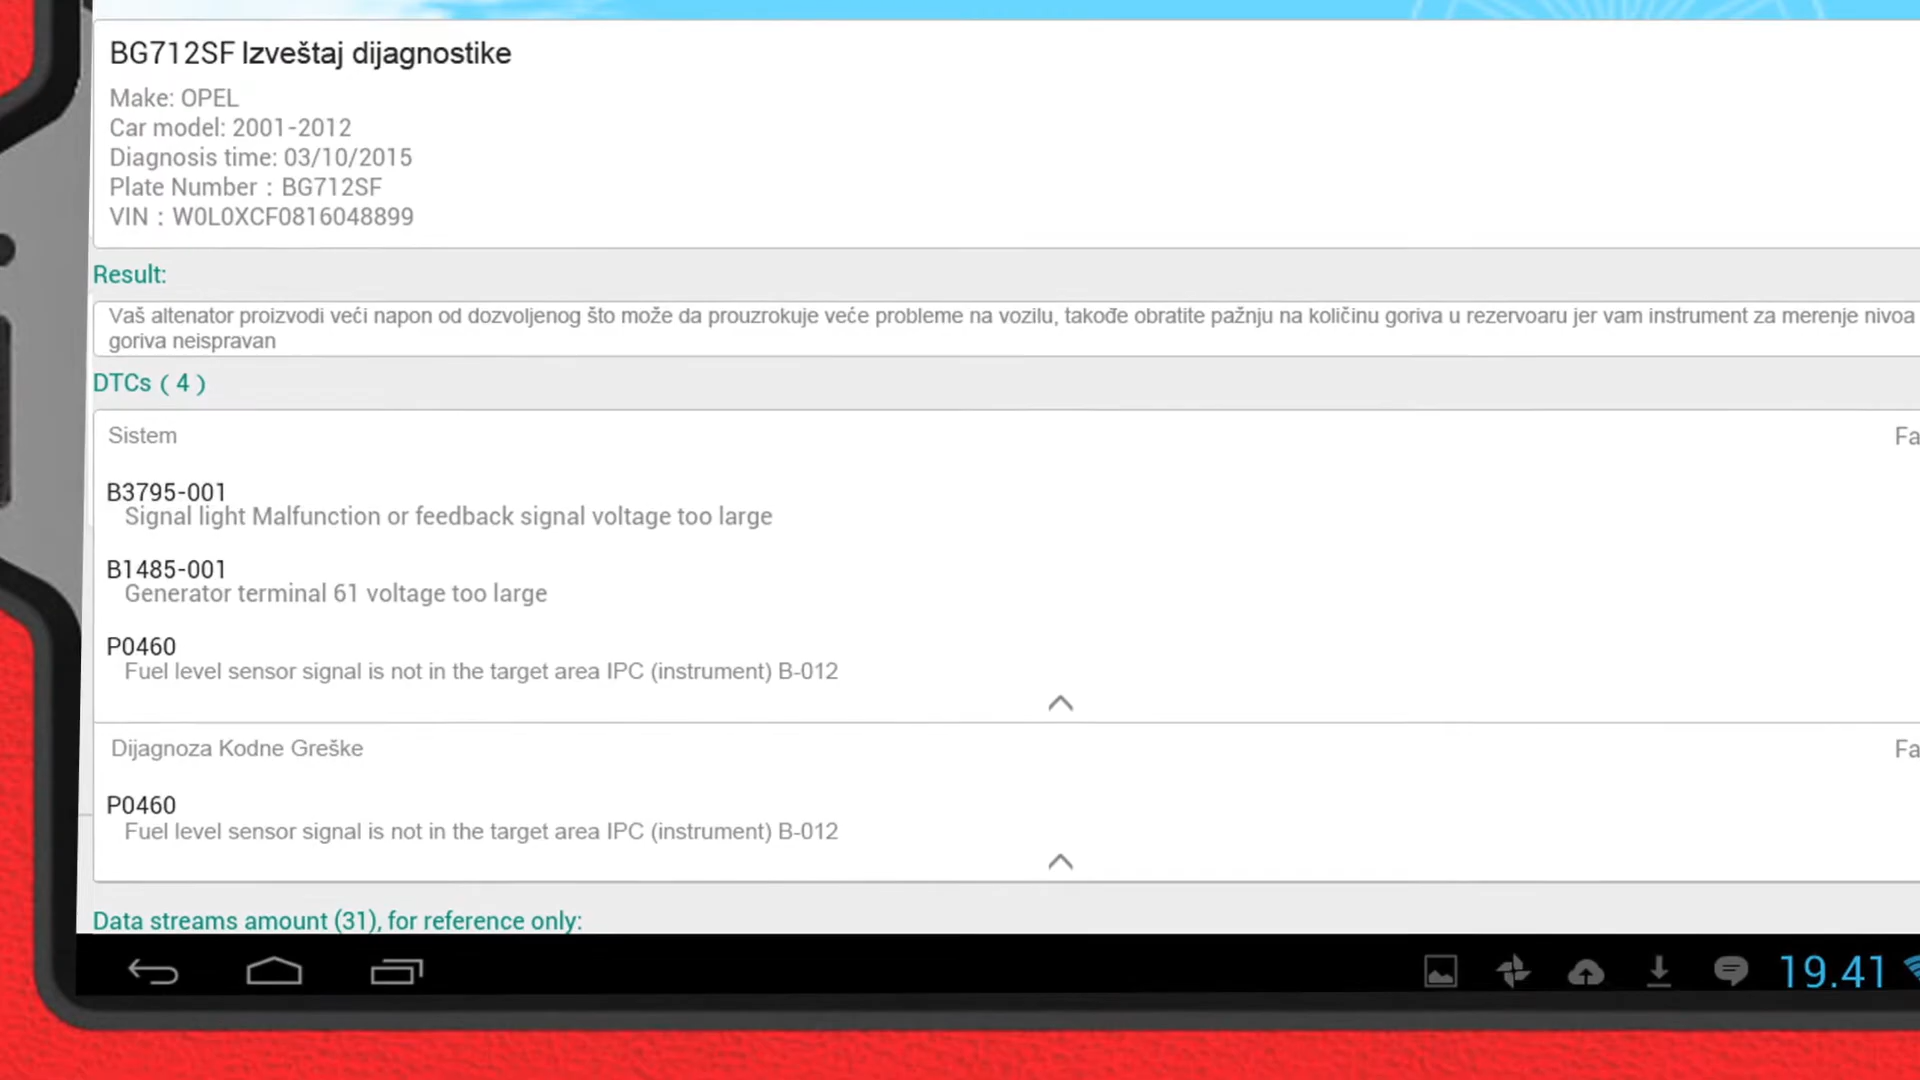 BG712SF Izveštaj dijagnostike
Make: OPEL
Car model: 2001-2012
Diagnosis time: 03/10/2015
Plate Number : BG712SF
VIN : W0L0XCF0816048899
Result:
Vaš altenator proizvodi veći napon od dozvoljenog što može da prouzrokuje veće probleme na vozilu, takođe obratite pažnju na količinu goriva u rezervoaru jer vam instrument za merenje nivoa
goriva neispravan
DTCs ( 4 )
Sistem
Fa
B3795-001
Signal light Malfunction or feedback signal voltage too large
B1485-001
Generator terminal 61 voltage too large
P0460
Fuel level sensor signal is not in the target area IPC (instrument) B-012
Dijagnoza Kodne Greške
Fa
P0460
Fuel level sensor signal is not in the target area IPC (instrument) B-012
Data streams amount (31), for reference only:
19.41